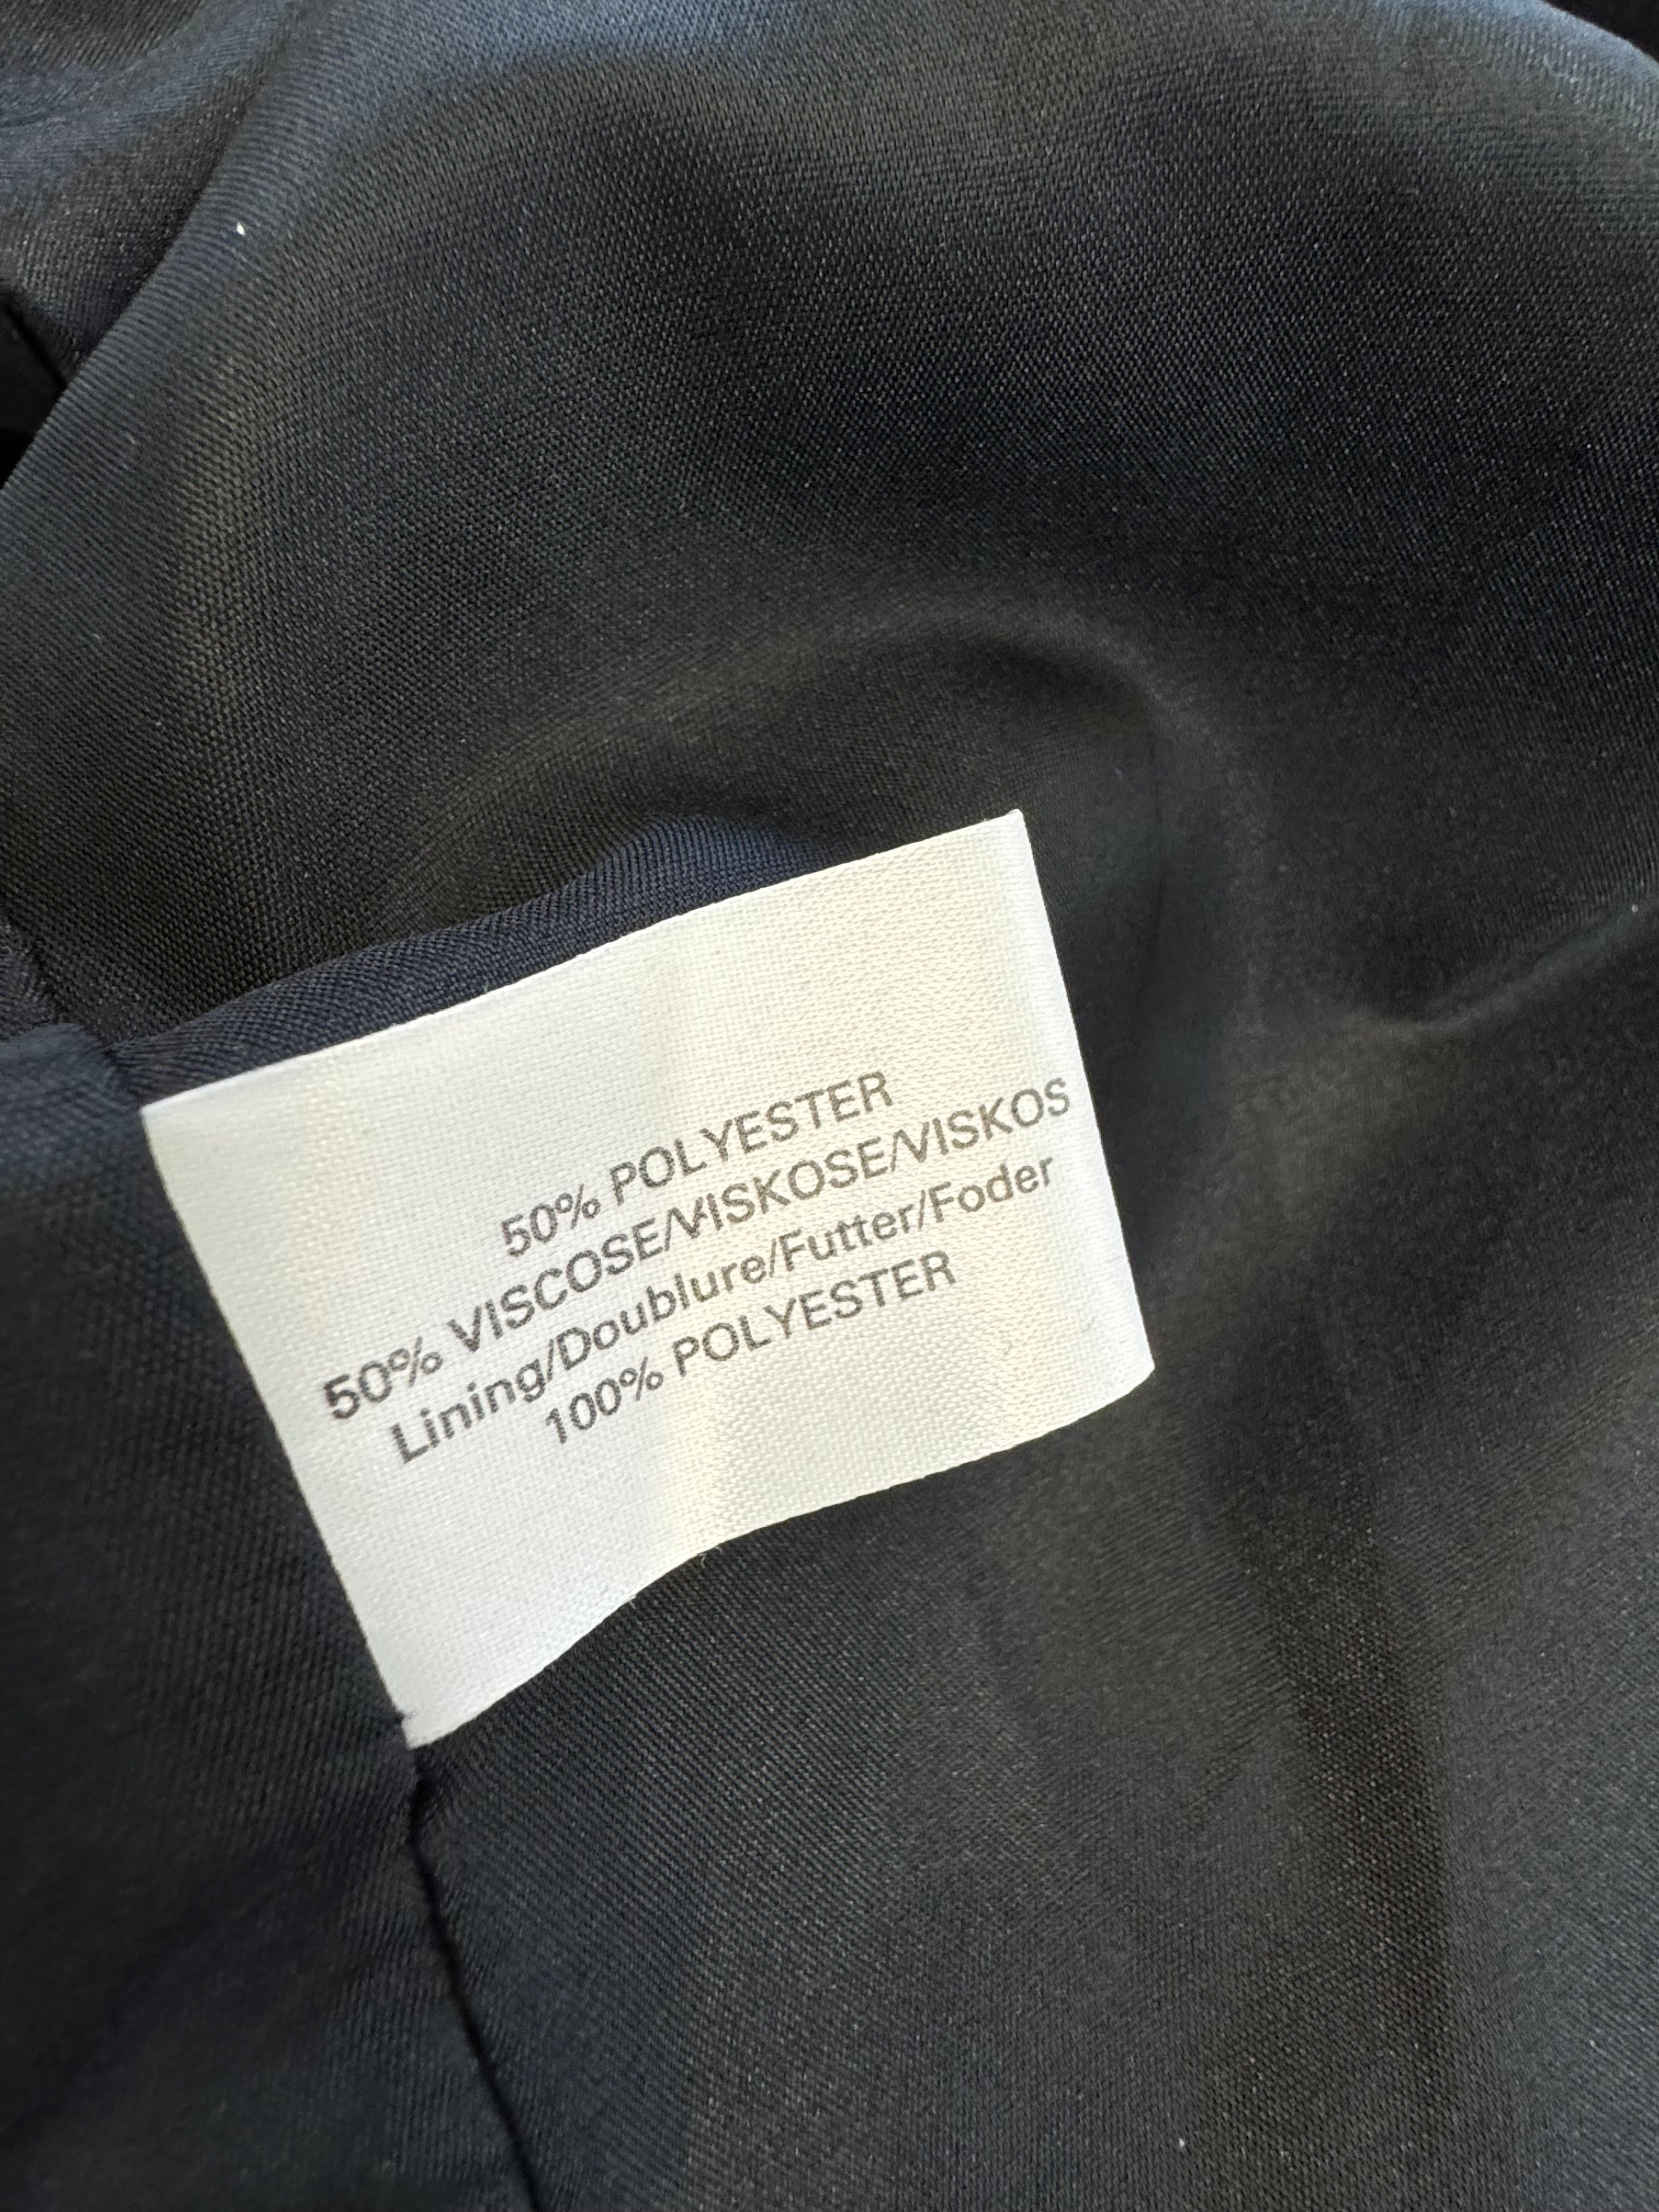 50% POLYESTER
50% VISCOSE/VISKOSE/VISKOS
Lining/Doublure/Futter/Foder
100% POLYESTER